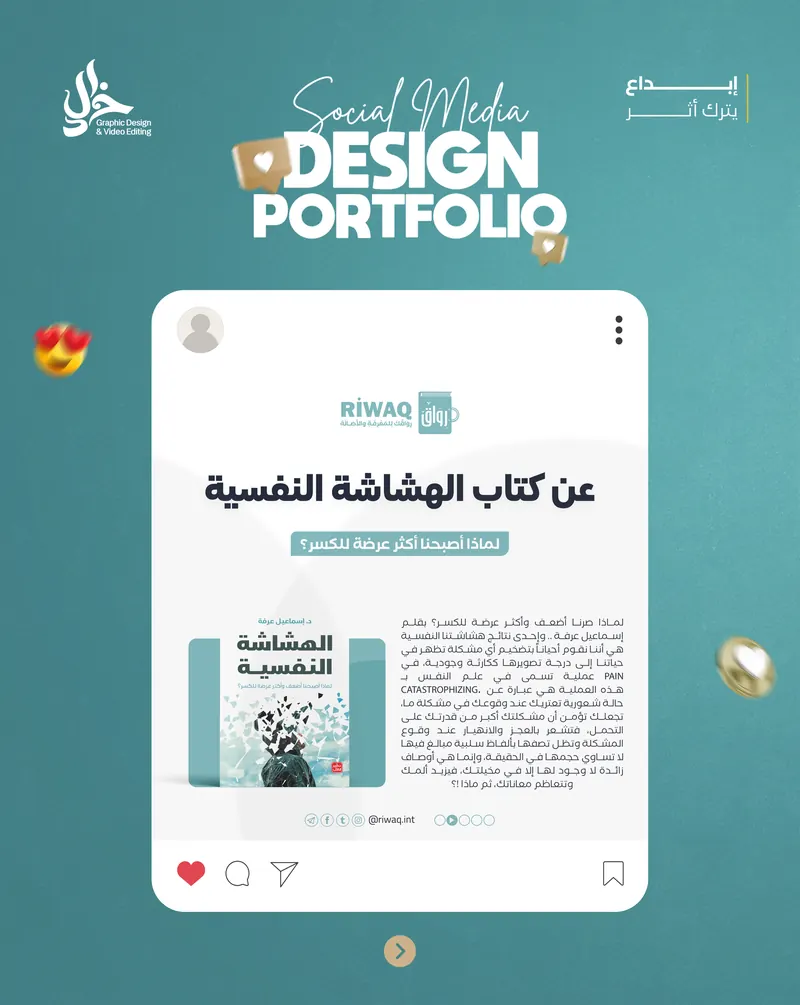 Graphic Design
& Video Editing
Social Media
DESIGN
PORTFOLIO
إبـــــداع
يترك أثـــر
RiWAQ
رواقك للمعرفة والأصالة
رواق
عن كتاب الهشاشة النفسية
لماذا أصبحنا أكثر عرضة للكسر؟
د. إسماعيل عرفة
الهشاشة
النفسيــة
لماذا أصبحنا أضعف وأكثر عرضة للكسر؟
لماذا صرنا أضعف وأكثر عرضة للكسر؟ بقلم
إسماعيل عرفة .. وإحدى نتائج هشاشتنا النفسية
هي أننا نقوم أحياناً بتضخيم أي مشكلة تظهر في
حياتنا إلى درجة تصويرها ككارثة وجودية، في
عملية تسمى في علم النفس بـ PAIN
CATASTROPHIZING، هذه العملية هي عبارة عن
حالة شعورية تعتريك عند وقوعك في مشكلة ما،
تجعلك تؤمن أن مشكلتك أكبر من قدرتك على
التحمل، فتشعر بالعجز والانهيار عند وقوع
المشكلة وتظل تصفها بألفاظ سلبية مبالغ فيها
لا تساوي حجمها في الحقيقة، وإنما هي أوصاف
زائدة لا وجود لها إلا في مخيلتك، فيزيد ألمك
وتتعاظم معاناتك، ثم ماذا !؟
@riwaq.int